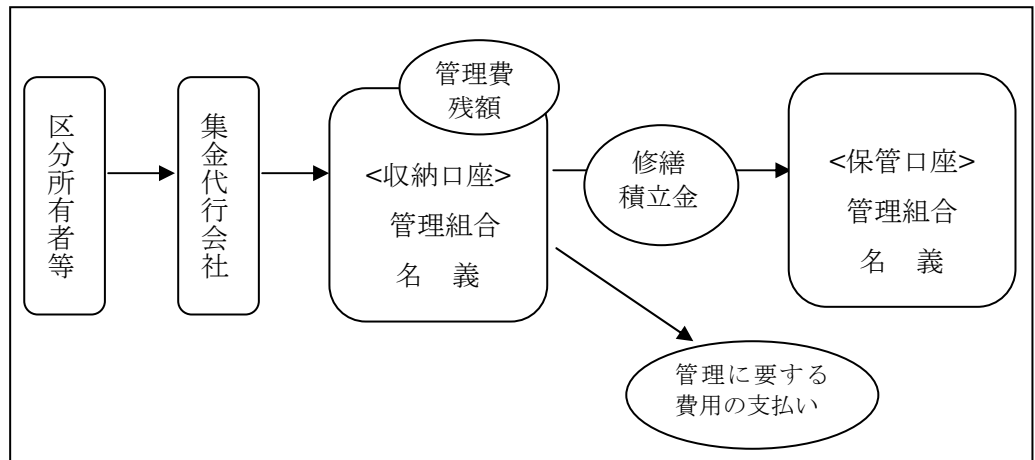 区分所有者等
集金代行会社
管理費
残額
<収納口座>
管理組合
名　義
修繕
積立金
<保管口座>
管理組合
名　義
管理に要する
費用の支払い